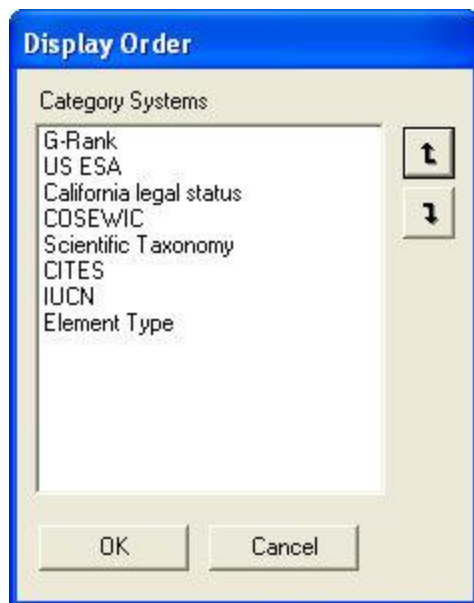 Display Order
Category Systems
G-Rank
US ESA
California legal status
COSEWIC
Scientific Taxonomy
CITES
IUCN
Element Type
OK
Cancel